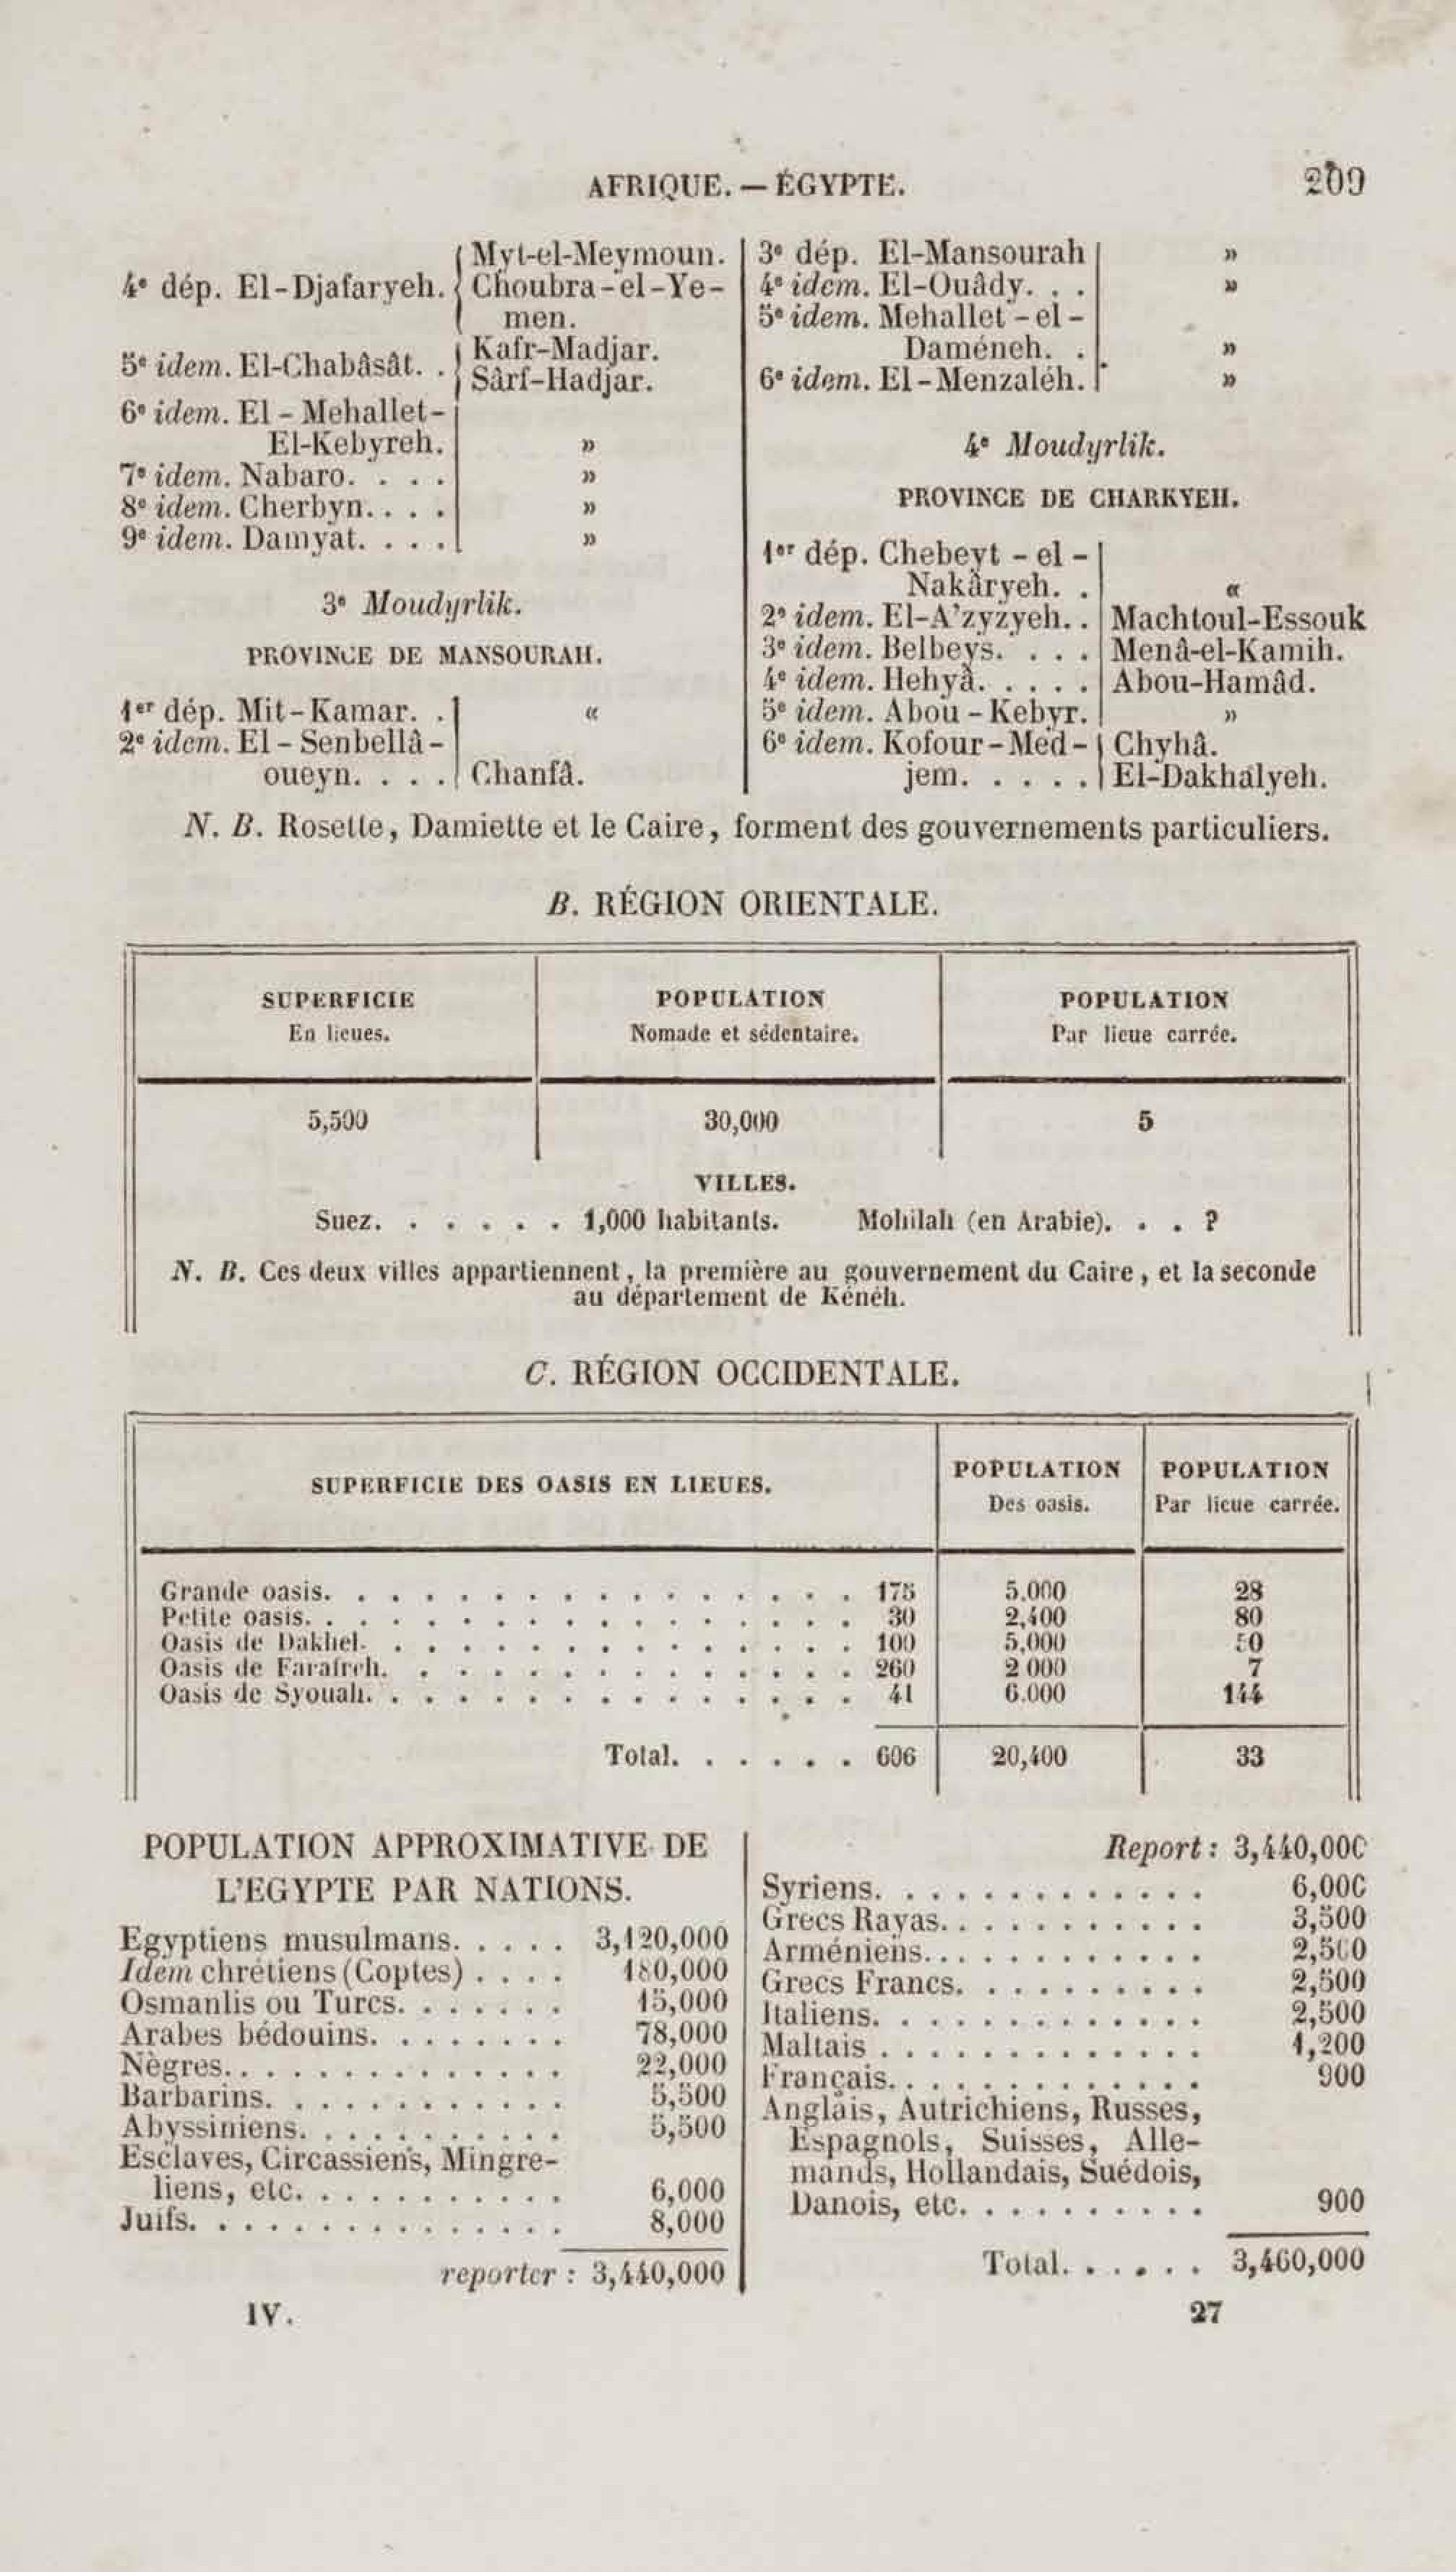 AFRIQUE. — ÉGYPTE. 209
4e dép. El-Djafaryeh. Myt-el-Meymoun.
Choubra-el-Ye-
men.
5e idem. El-Chabâsât. . Kafr-Madjar.
Sârf-Hadjar.
6e idem. El-Mehallet-
El-Kebyreh. »
7e idem. Nabaro. . . . »
8e idem. Cherbyn. . . . »
9e idem. Damyat. . . . »
3e Moudyrlik.
PROVINCE DE MANSOURAH.
1er dép. Mit-Kamar. . «
2e idem. El-Senbellâ-
oueyn. . . . Chanfâ.
3e dép. El-Mansourah »
4e idem. El-Ouâdy. . . »
5e idem. Mehallet-el-
Daméneh. . »
6e idem. El-Menzaléh. »
4e Moudyrlik.
PROVINCE DE CHARKYEH.
1er dép. Chebeyt-el-
Nakâryeh. . «
2e idem. El-A'zyzyeh. . Machtoul-Essouk
3e idem. Belbeys. . . . Menâ-el-Kamih.
4e idem. Hehyâ. . . . . Abou-Hamâd.
5e idem. Abou-Kebyr. »
6e idem. Kofour-Med- Chyhâ.
jem. . . . . El-Dakhâlyeh.
N. B. Rosette, Damiette et le Caire, forment des gouvernements particuliers.
B. RÉGION ORIENTALE.
SUPERFICIE POPULATION POPULATION
En lieues. Nomade et sédentaire. Par lieue carrée.
5,500 30,000 5
VILLES.
Suez. . . . . . 1,000 habitants. Mohilah (en Arabie). . . ?
N. B. Ces deux villes appartiennent, la première au gouvernement du Caire, et la seconde
au département de Kénéh.
C. RÉGION OCCIDENTALE.
SUPERFICIE DES OASIS EN LIEUES. POPULATION POPULATION
Des oasis. Par lieue carrée.
Grande oasis. . . . . . . . . . . . . . . . 175 5.000 28
Petite oasis. . . . . . . . . . . . . . . . . 30 2,400 80
Oasis de Dakhel. . . . . . . . . . . . . . . 100 5,000 50
Oasis de Farafreh. . . . . . . . . . . . . . 260 2 000 7
Oasis de Syouah. . . . . . . . . . . . . . . 41 6.000 144
Total. . . . . . 606 20,400 33
POPULATION APPROXIMATIVE DE
L'EGYPTE PAR NATIONS.
Egyptiens musulmans. . . . . 3,120,000
Idem chrétiens (Coptes) . . . . 180,000
Osmanlis ou Turcs. . . . . . . 15,000
Arabes bédouins. . . . . . . . 78,000
Nègres. . . . . . . . . . . . . . 22,000
Barbarins. . . . . . . . . . . . 5,500
Abyssiniens. . . . . . . . . . . 5,500
Esclaves, Circassiens, Mingre-
liens, etc. . . . . . . . . . . 6,000
Juifs. . . . . . . . . . . . . . . 8,000
reporter : 3,440,000
Report : 3,440,000
Syriens. . . . . . . . . . . . . 6,000
Grecs Rayas. . . . . . . . . . . 3,500
Arméniens. . . . . . . . . . . . 2,500
Grecs Francs. . . . . . . . . . 2,500
Italiens. . . . . . . . . . . . . 2,500
Maltais . . . . . . . . . . . . . 1,200
Français. . . . . . . . . . . . . 900
Anglais, Autrichiens, Russes,
Espagnols, Suisses, Alle-
mands, Hollandais, Suédois,
Danois, etc. . . . . . . . . . 900
Total. . . . . . 3,460,000
IV. 27